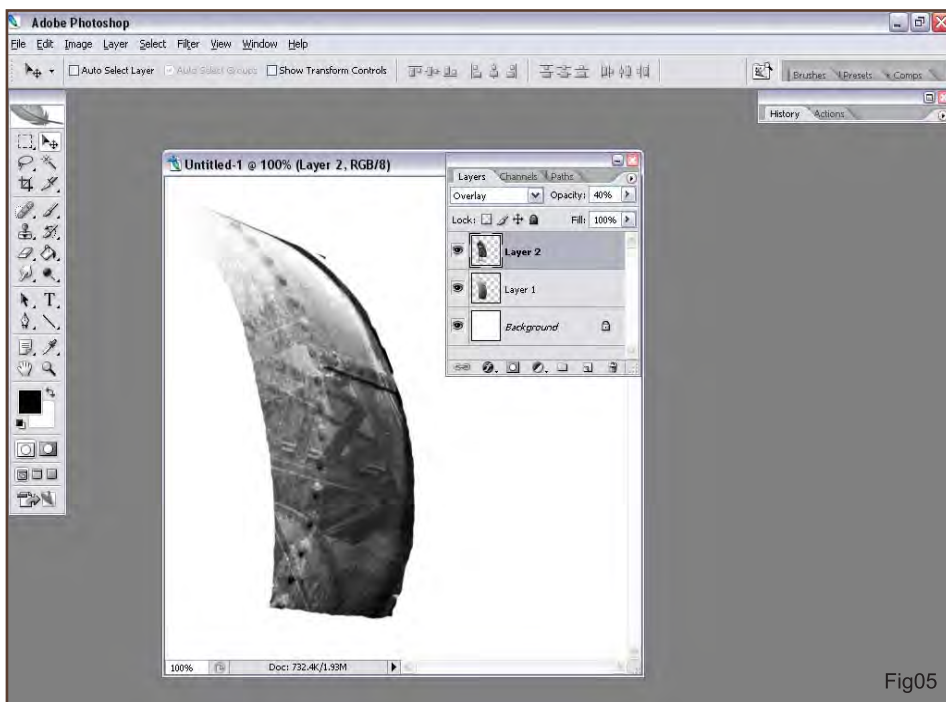 Adobe Photoshop
File Edit Image Layer Select Filter View Window Help
Auto Select Layer Auto Select Groups Show Transform Controls Brushes Presets Comps
History Actions
Untitled-1 @ 100% (Layer 2, RGB/8)
Layers Channels Paths
Overlay Opacity: 40%
Lock: Fill: 100%
Layer 2
Layer 1
Background
T
100% Doc: 732.4K/1.93M
Fig05